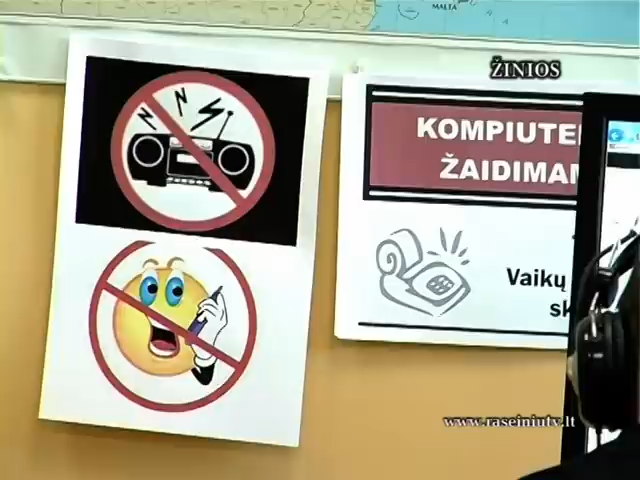 MALTA
ŽINIOS
KOMPIUTE
ŽAIDIMA
Vaikų
sk
www.raseiniutv.lt